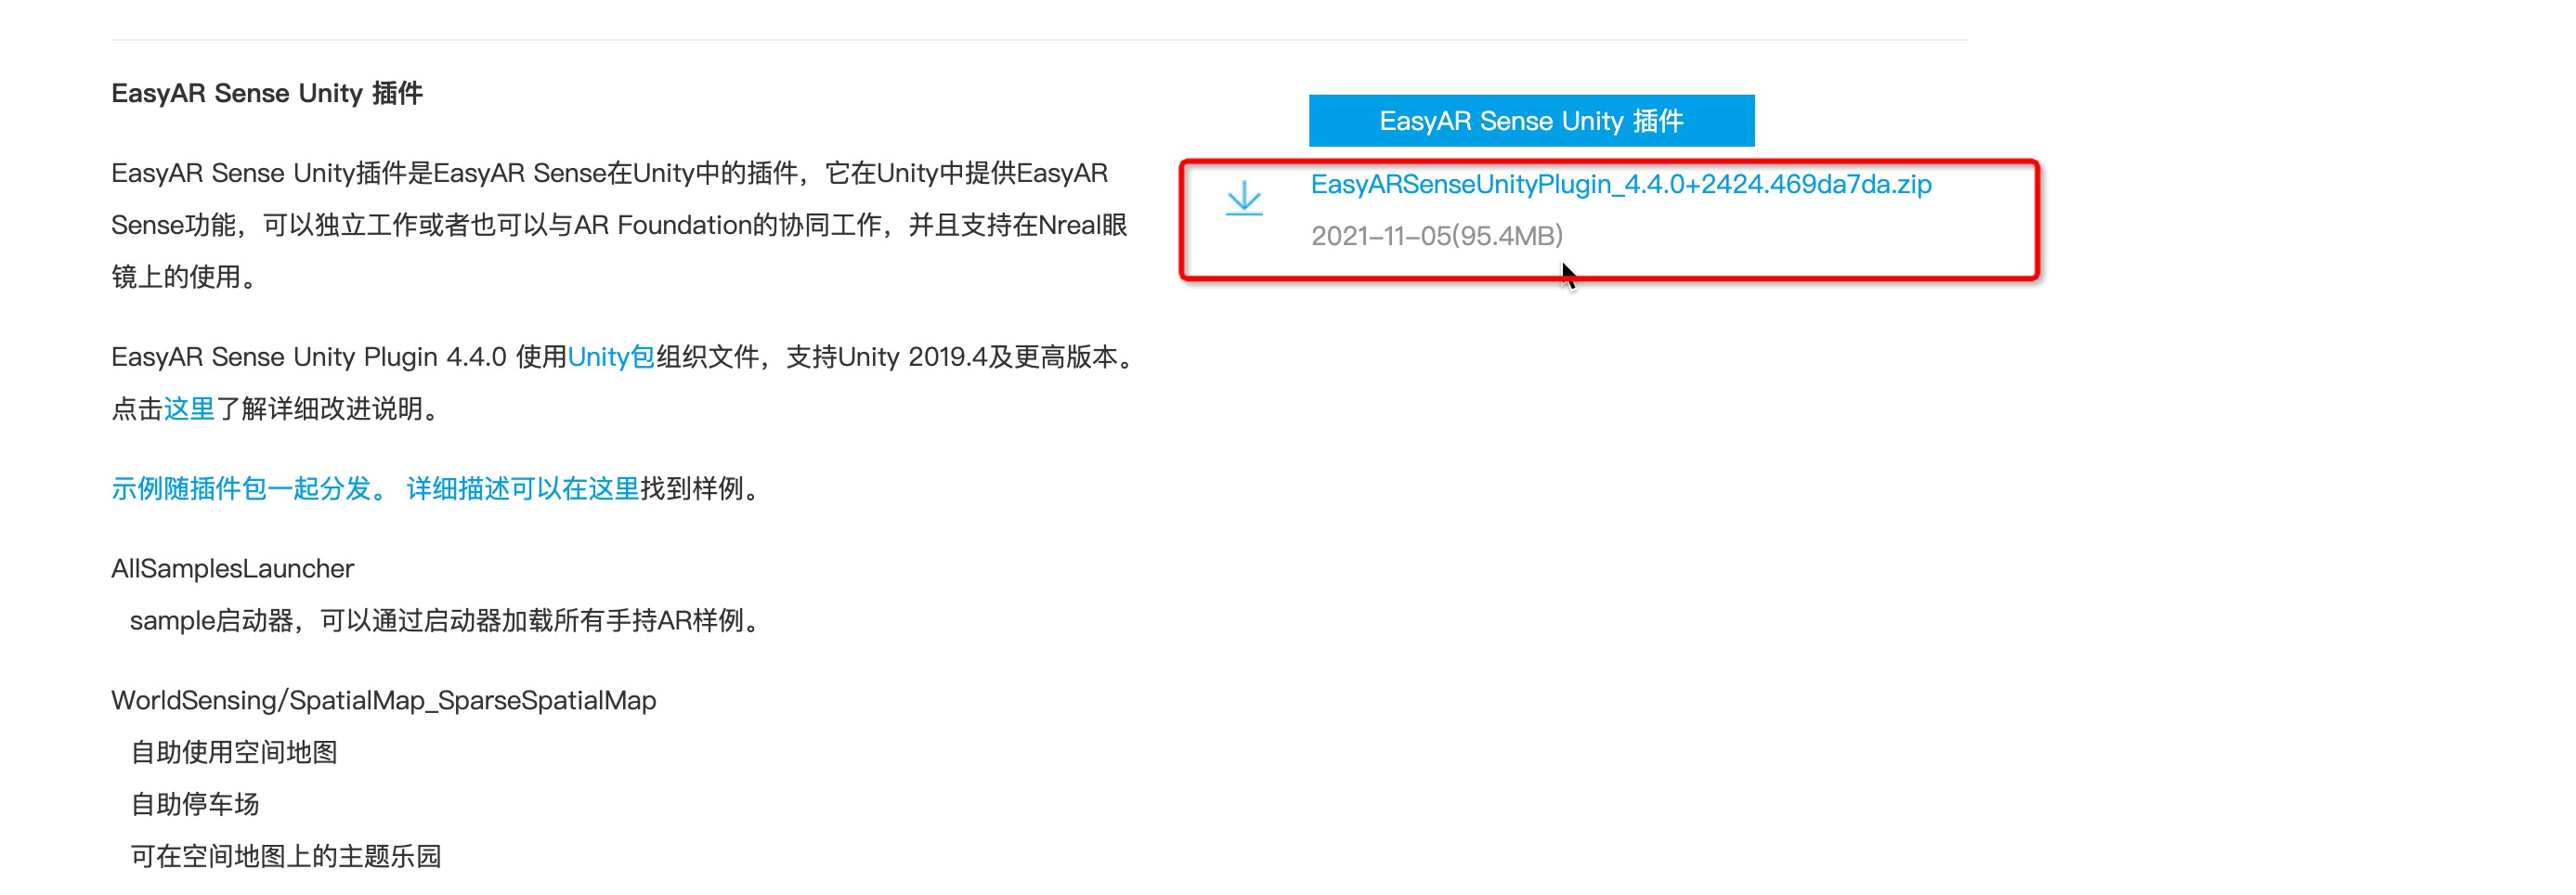 EasyAR Sense Unity 插件
EasyAR Sense Unity插件是EasyAR Sense在Unity中的插件，它在Unity中提供EasyAR
Sense功能，可以独立工作或者也可以与AR Foundation的协同工作，并且支持在Nreal眼
镜上的使用。
EasyAR Sense Unity Plugin 4.4.0 使用Unity包组织文件，支持Unity 2019.4及更高版本。
点击这里了解详细改进说明。
示例随插件包一起分发。 详细描述可以在这里找到样例。
AllSamplesLauncher
sample启动器，可以通过启动器加载所有手持AR样例。
WorldSensing/SpatialMap_SparseSpatialMap
自助使用空间地图
自助停车场
可在空间地图上的主题乐园
EasyAR Sense Unity 插件
EasyARSenseUnityPlugin_4.4.0+2424.469da7da.zip
2021-11-05(95.4MB)